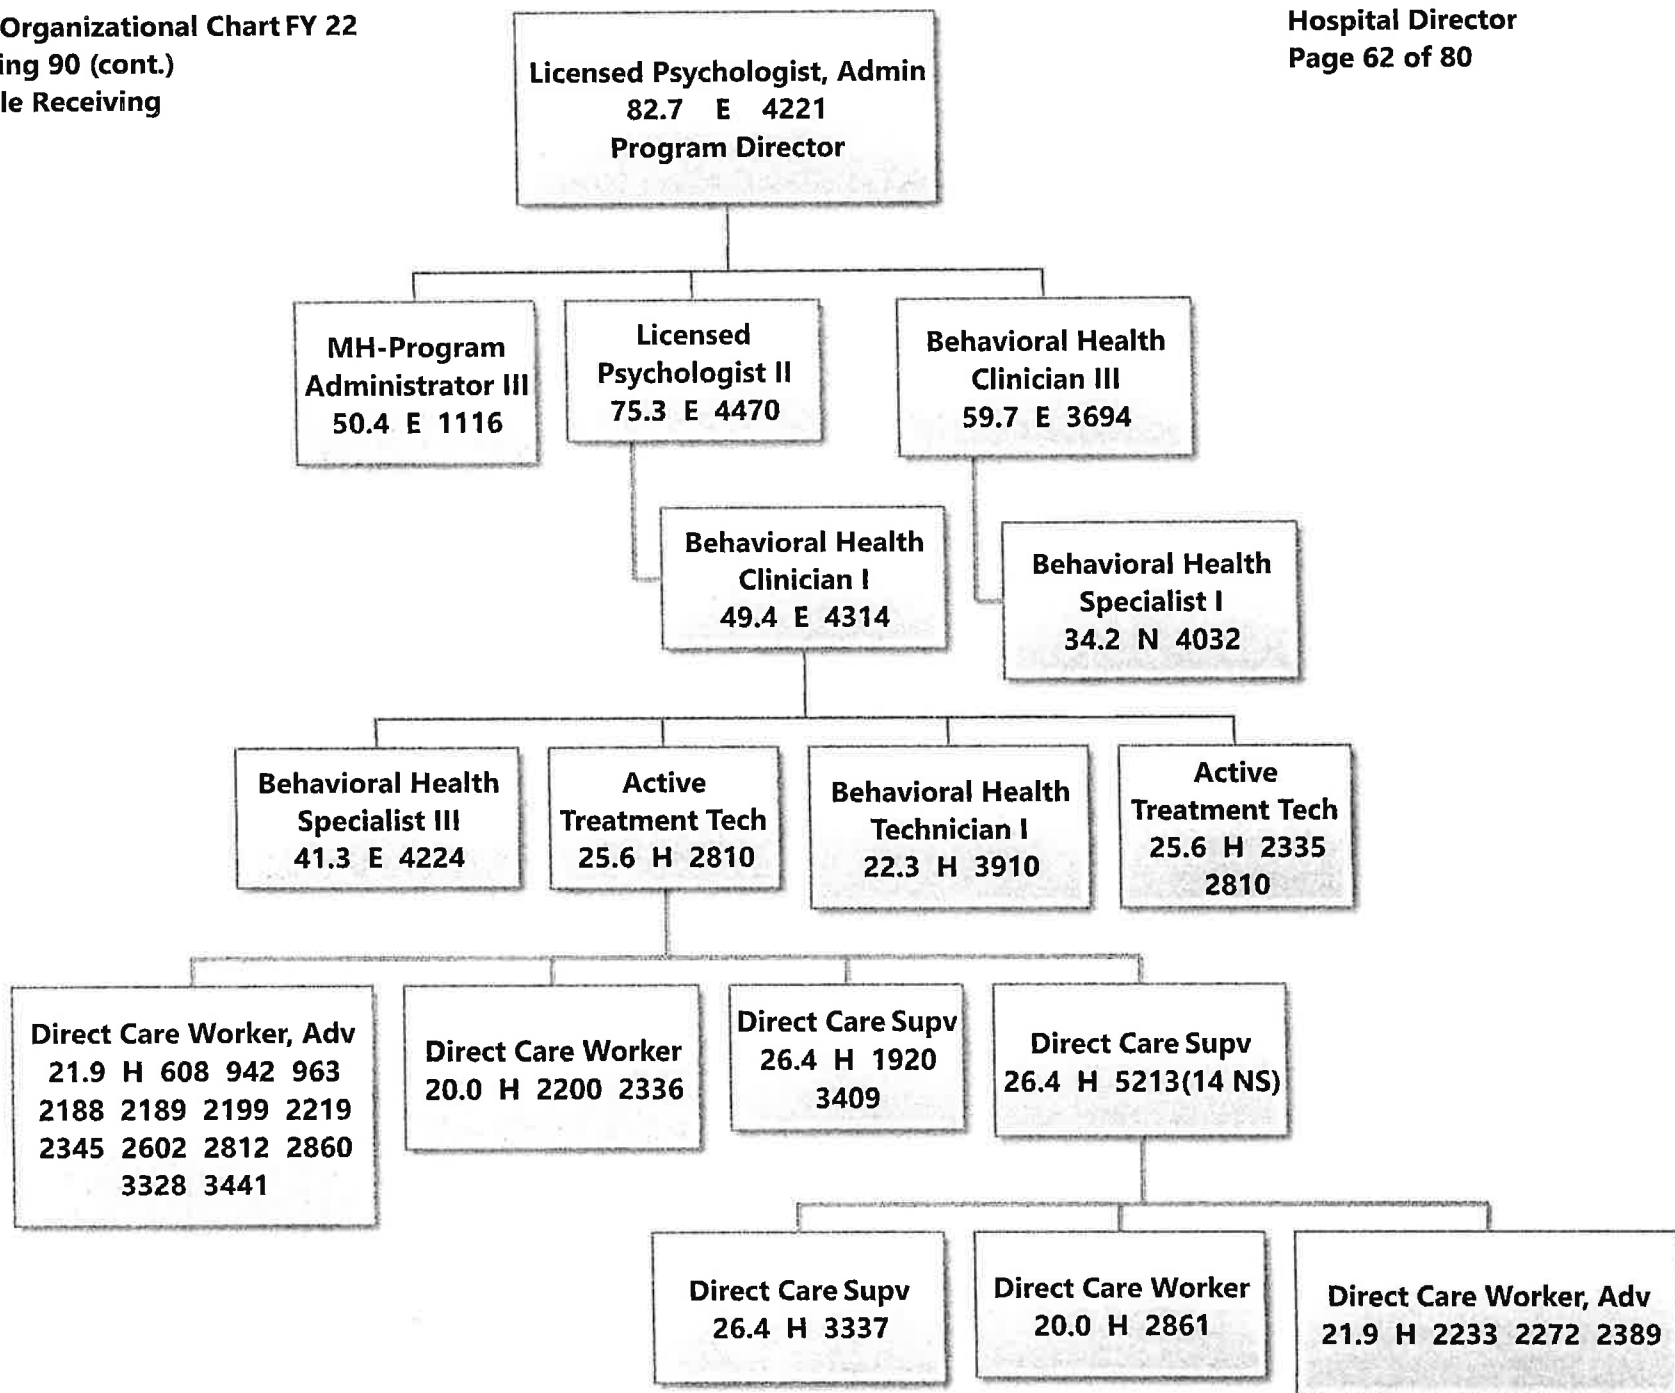 Organizational Chart FY 22
ing 90 (cont.)
le Receiving
Hospital Director
Page 62 of 80
Licensed Psychologist, Admin
82.7 E 4221
Program Director
MH-Program
Administrator III
50.4 E 1116
Licensed
Psychologist II
75.3 E 4470
Behavioral Health
Clinician III
59.7 E 3694
Behavioral Health
Clinician I
49.4 E 4314
Behavioral Health
Specialist I
34.2 N 4032
Behavioral Health
Specialist III
41.3 E 4224
Active
Treatment Tech
25.6 H 2810
Behavioral Health
Technician I
22.3 H 3910
Active
Treatment Tech
25.6 H 2335
2810
Direct Care Worker, Adv
21.9 H 608 942 963
2188 2189 2199 2219
2345 2602 2812 2860
3328 3441
Direct Care Worker
20.0 H 2200 2336
Direct Care Supv
26.4 H 1920
3409
Direct Care Supv
26.4 H 5213(14 NS)
Direct Care Supv
26.4 H 3337
Direct Care Worker
20.0 H 2861
Direct Care Worker, Adv
21.9 H 2233 2272 2389